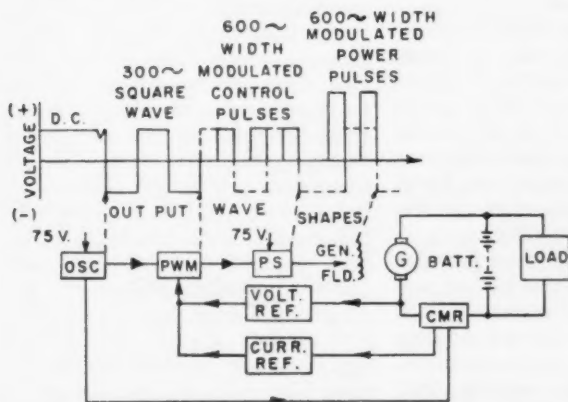 600~
WIDTH
MODULATED
CONTROL
PULSES
600~ WIDTH
MODULATED
POWER
PULSES
300~
SQUARE
WAVE
(+)
D.C.
VOLTAGE
(-)
OUT PUT WAVE SHAPES
75 V.
75 V.
OSC
PWM
PS
GEN.
FLD.
G
BATT.
LOAD
VOLT.
REF.
CMR
CURR.
REF.